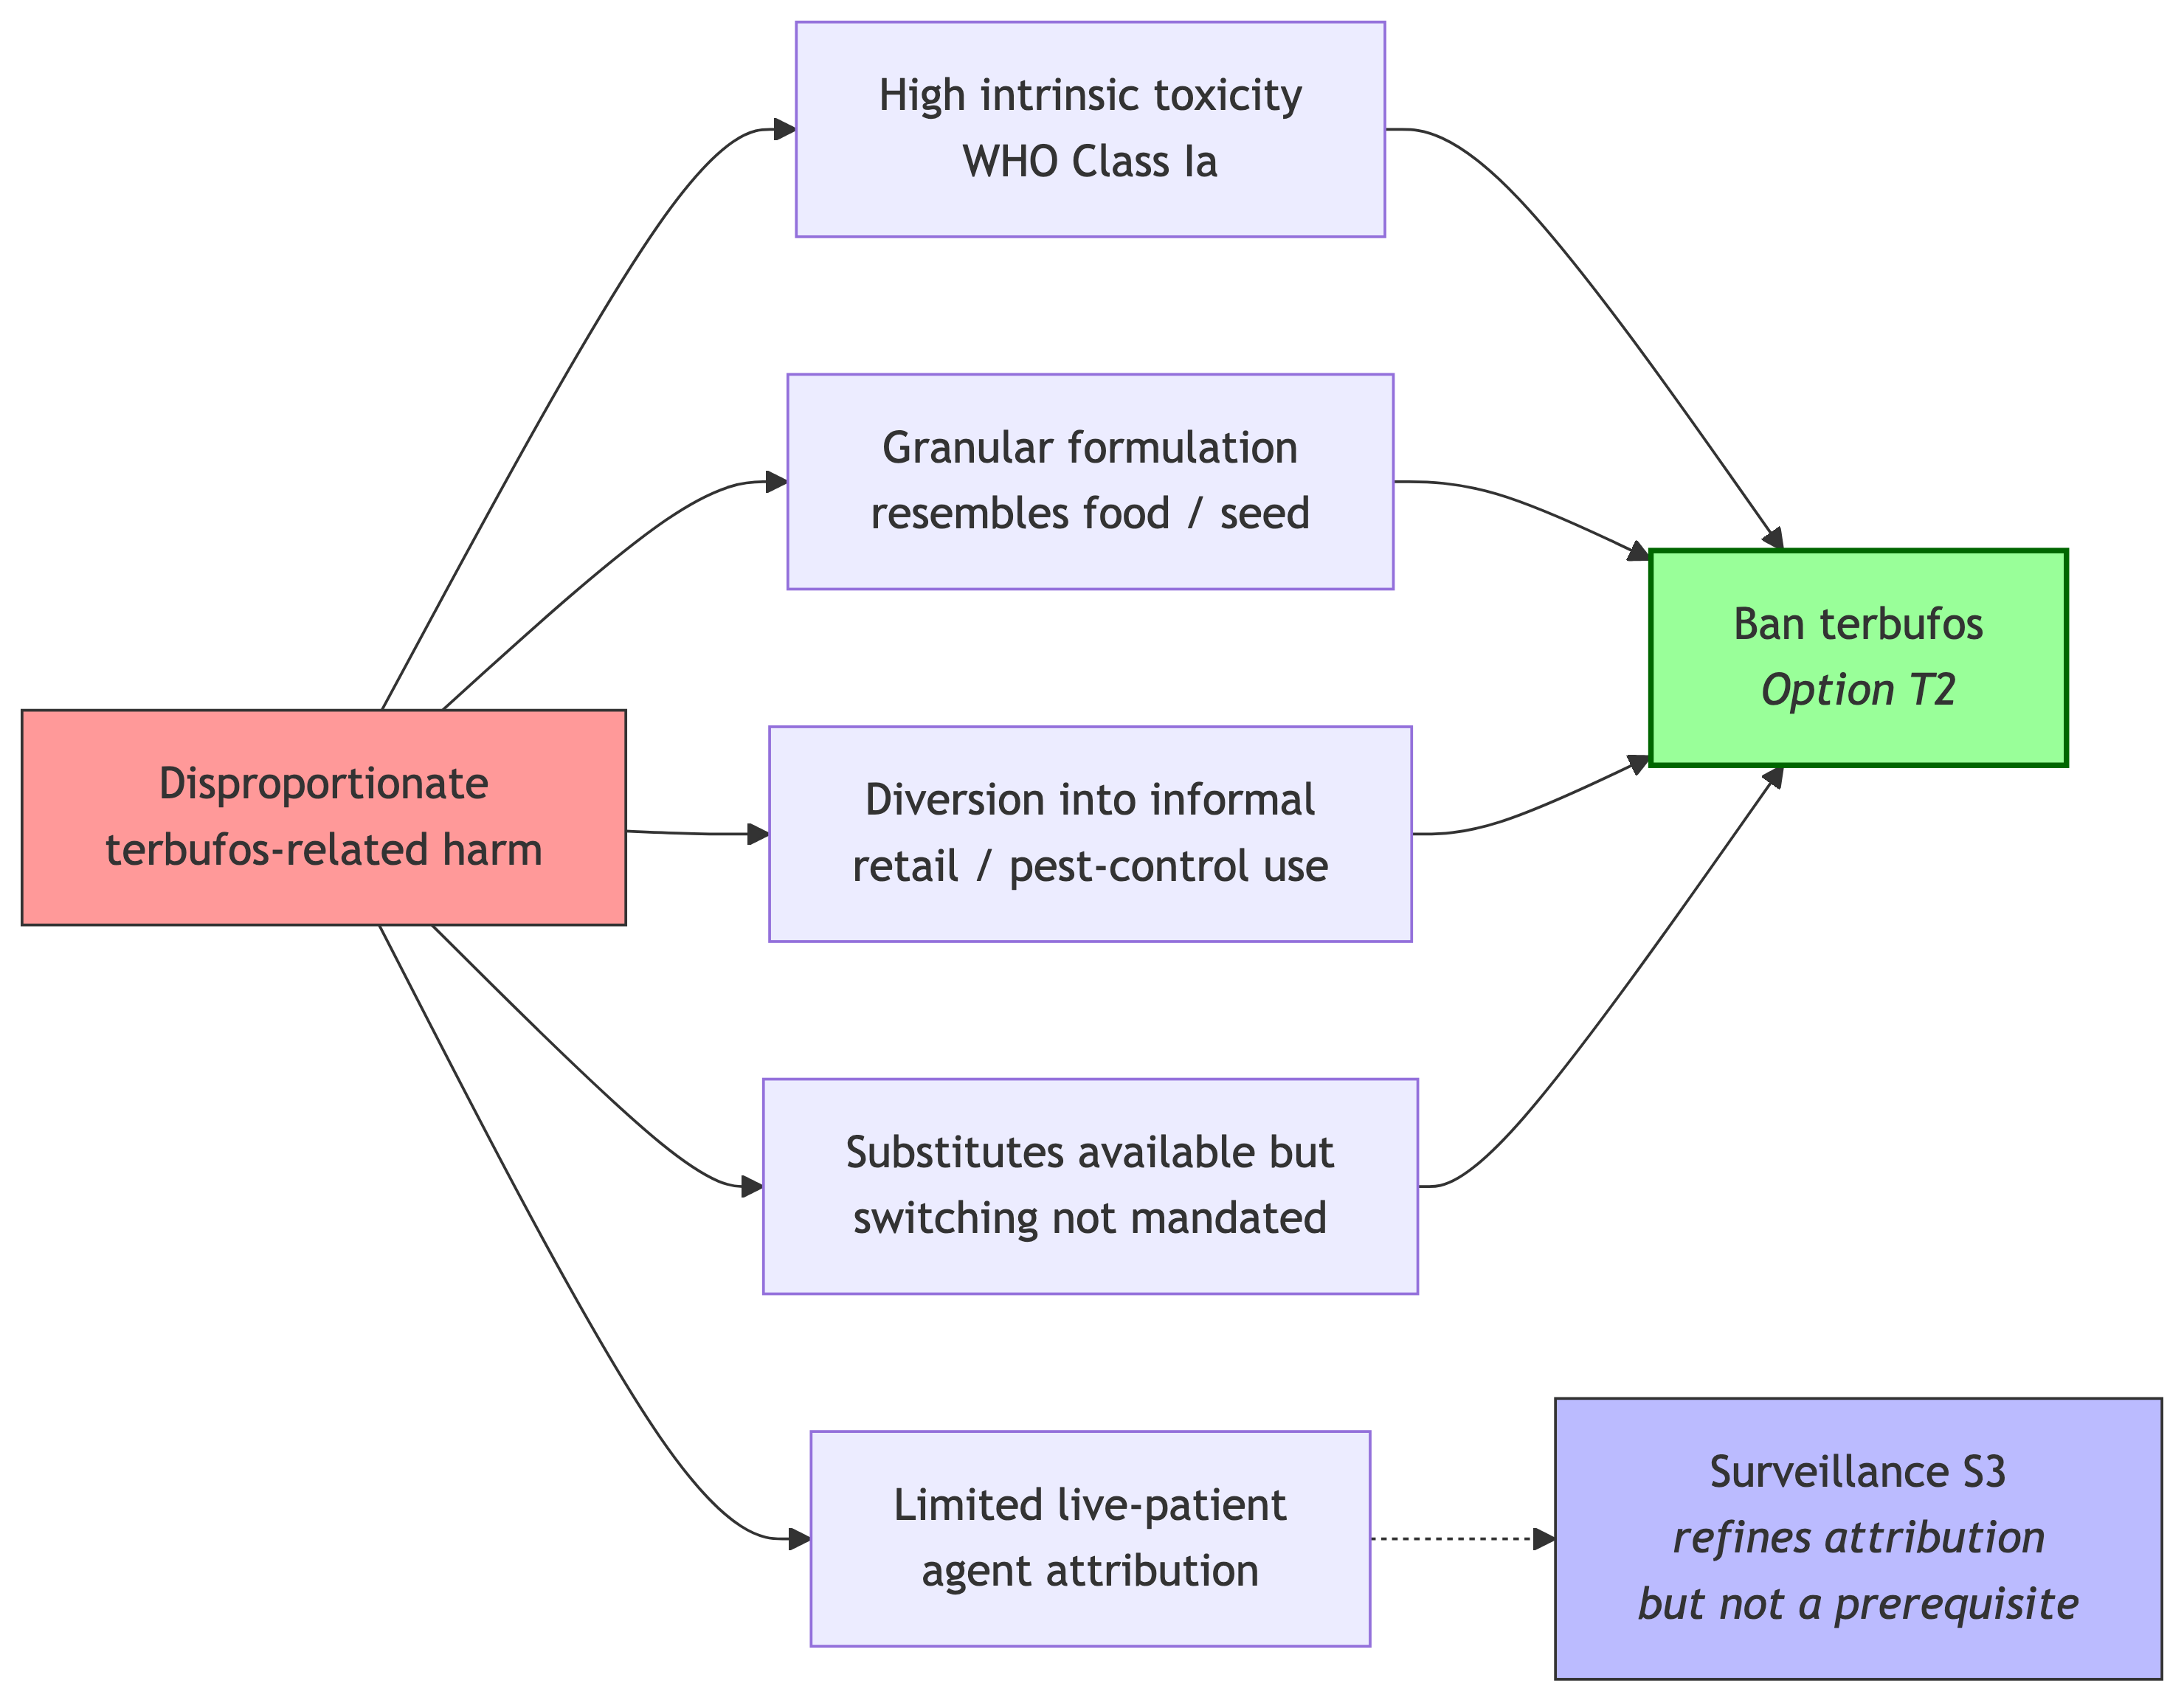 High intrinsic toxicity
WHO Class Ia
Granular formulation
resembles food / seed
Ban terbufos
Option T2
Disproportionate
terbufos-related harm
Diversion into informal
retail / pest-control use
Substitutes available but
switching not mandated
Limited live-patient
agent attribution
Surveillance S3
refines attribution
but not a prerequisite